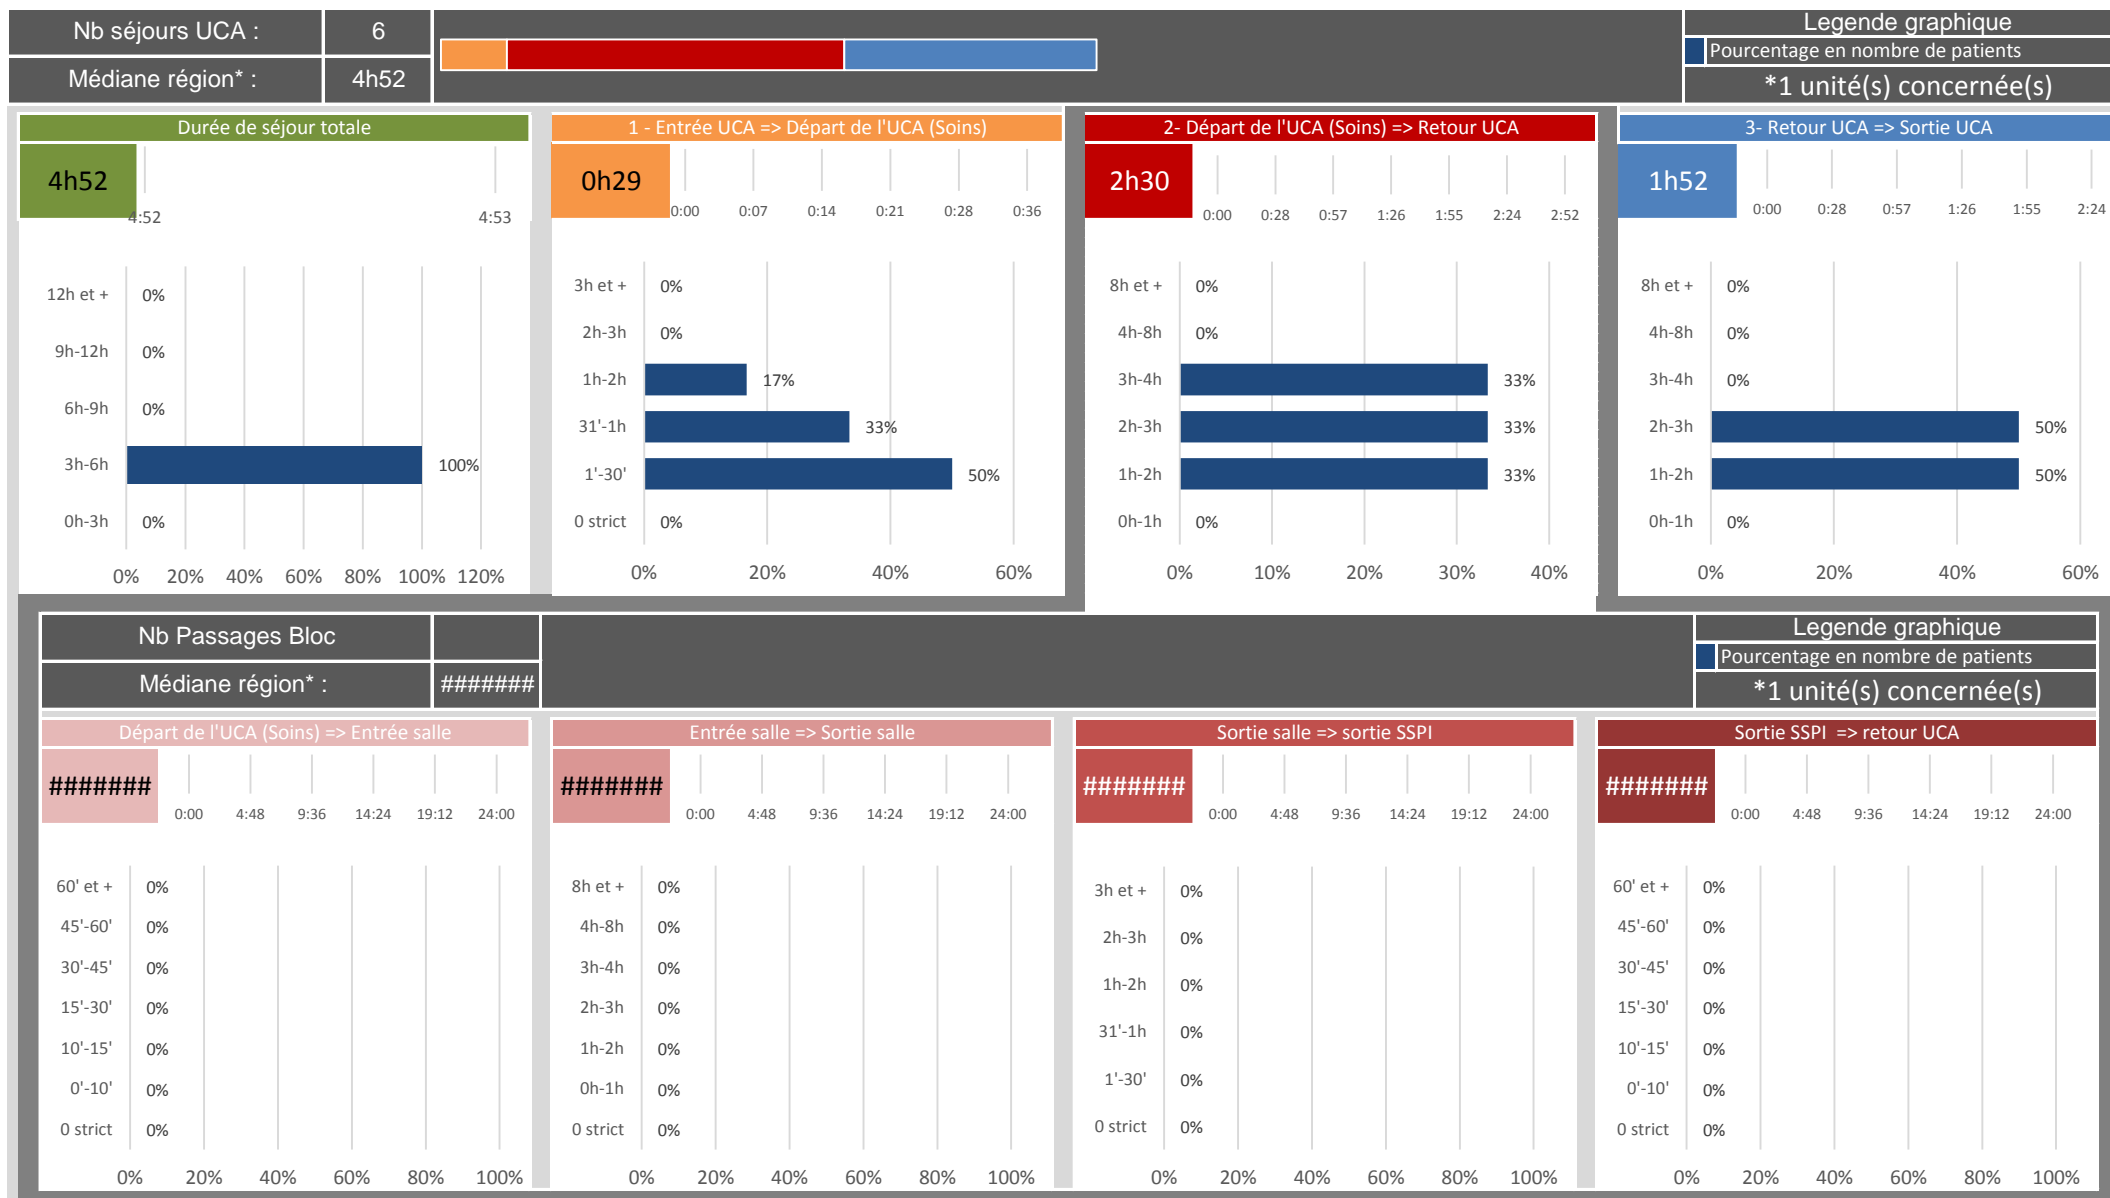 Nb séjours UCA :
6
Médiane région* :
4h52
Legende graphique
Pourcentage en nombre de patients
*1 unité(s) concernée(s)
Durée de séjour totale
4h52
4:52 4:53
12h et + 0%
9h-12h 0%
6h-9h 0%
3h-6h 100%
0h-3h 0%
0% 20% 40% 60% 80% 100% 120%
1 - Entrée UCA => Départ de l'UCA (Soins)
0h29
0:00 0:07 0:14 0:21 0:28 0:36
3h et + 0%
2h-3h 0%
1h-2h 17%
31'-1h 33%
1'-30' 50%
0 strict 0%
0% 20% 40% 60%
2- Départ de l'UCA (Soins) => Retour UCA
2h30
0:00 0:28 0:57 1:26 1:55 2:24 2:52
8h et + 0%
4h-8h 0%
3h-4h 33%
2h-3h 33%
1h-2h 33%
0h-1h 0%
0% 10% 20% 30% 40%
3- Retour UCA => Sortie UCA
1h52
0:00 0:28 0:57 1:26 1:55 2:24
8h et + 0%
4h-8h 0%
3h-4h 0%
2h-3h 50%
1h-2h 50%
0h-1h 0%
0% 20% 40% 60%
Nb Passages Bloc
Médiane région* :
#######
Legende graphique
Pourcentage en nombre de patients
*1 unité(s) concernée(s)
Départ de l'UCA (Soins) => Entrée salle
#######
0:00 4:48 9:36 14:24 19:12 24:00
60' et + 0%
45'-60' 0%
30'-45' 0%
15'-30' 0%
10'-15' 0%
0'-10' 0%
0 strict 0%
0% 20% 40% 60% 80% 100%
Entrée salle => Sortie salle
#######
0:00 4:48 9:36 14:24 19:12 24:00
8h et + 0%
4h-8h 0%
3h-4h 0%
2h-3h 0%
1h-2h 0%
0h-1h 0%
0 strict 0%
0% 20% 40% 60% 80% 100%
Sortie salle => sortie SSPI
#######
0:00 4:48 9:36 14:24 19:12 24:00
3h et + 0%
2h-3h 0%
1h-2h 0%
31'-1h 0%
1'-30' 0%
0 strict 0%
0% 20% 40% 60% 80% 100%
Sortie SSPI => retour UCA
#######
0:00 4:48 9:36 14:24 19:12 24:00
60' et + 0%
45'-60' 0%
30'-45' 0%
15'-30' 0%
10'-15' 0%
0'-10' 0%
0 strict 0%
0% 20% 40% 60% 80% 100%